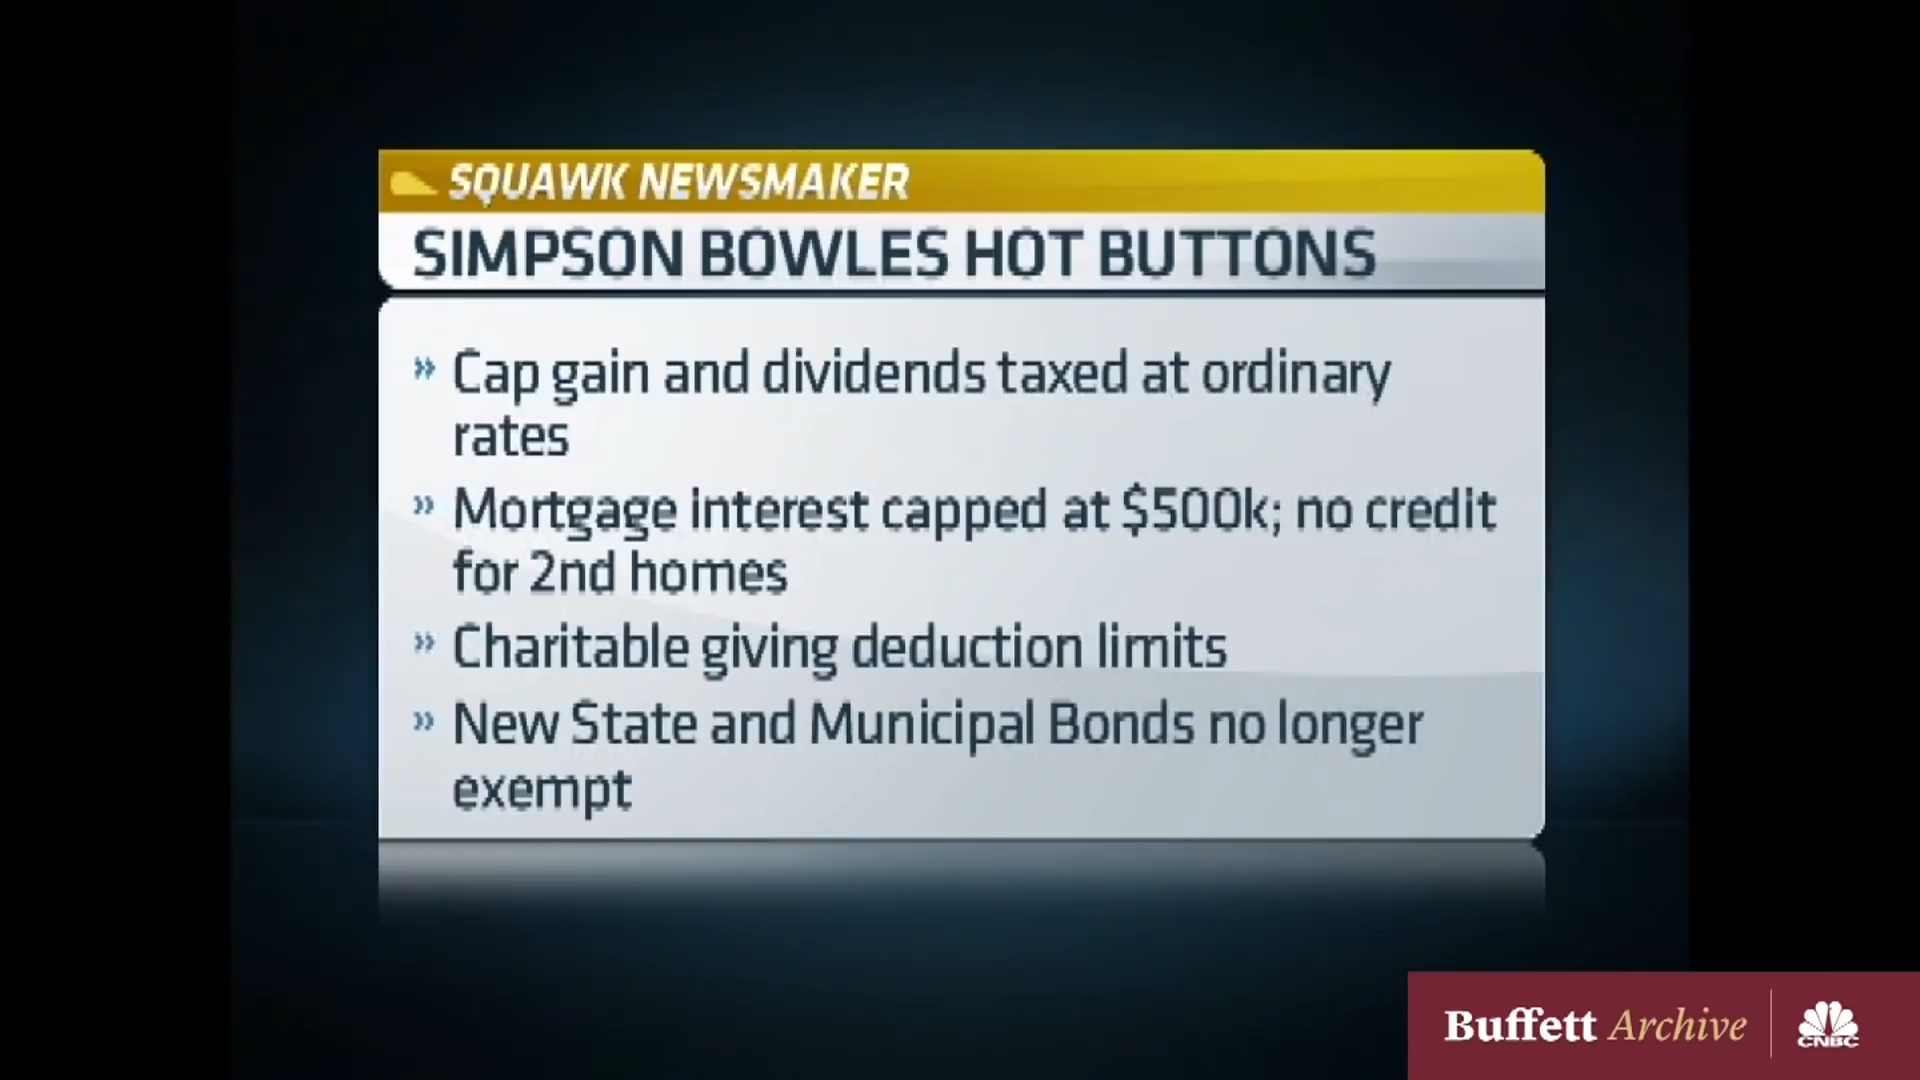 SQUAWK NEWSMAKER
SIMPSON BOWLES HOT BUTTONS
» Cap gain and dividends taxed at ordinary
rates
» Mortgage interest capped at $500k; no credit
for 2nd homes
» Charitable giving deduction limits
» New State and Municipal Bonds no longer
exempt
Buffett Archive
CNBC